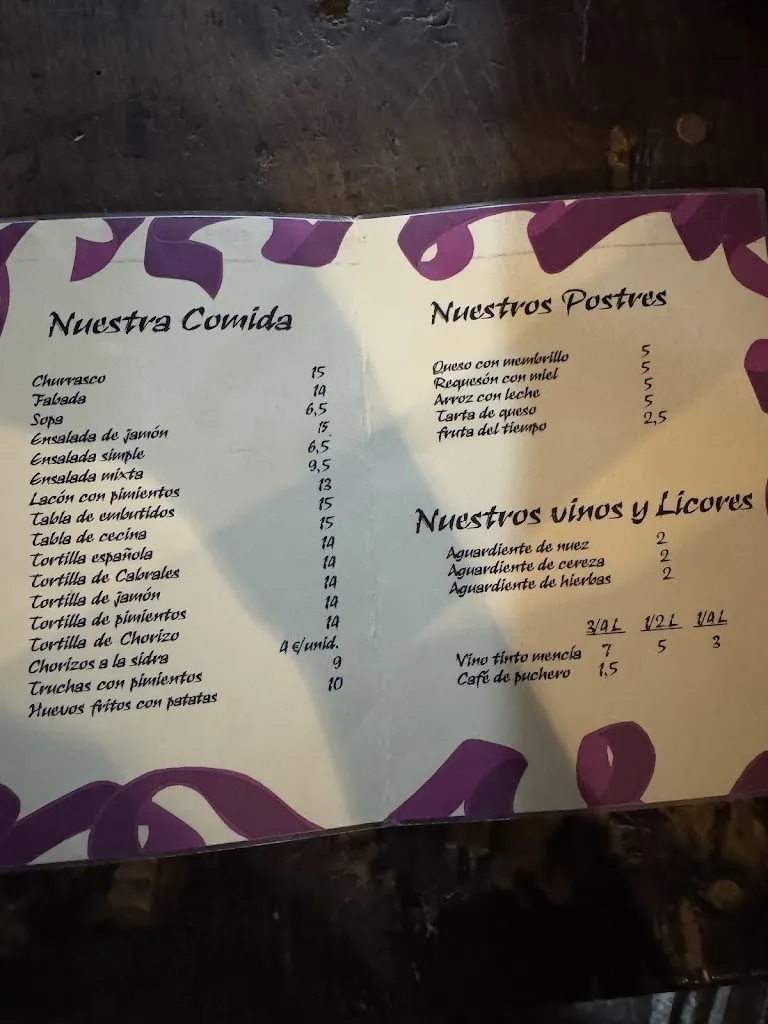 Nuestra Comida
Churrasco 15
Fabada 14
Sopa 6,5
Ensalada de jamón 15
Ensalada simple 6,5
Ensalada mixta 9,5
Lacón con pimientos 13
Tabla de embutidos 15
Tabla de cecina 15
Tortilla española 14
Tortilla de Cabrales 14
Tortilla de jamón 14
Tortilla de pimientos 14
Tortilla de Chorizo 14
Chorizos a la sidra 4 €/unid.
Truchas con pimientos 9
Huevos fritos con patatas 10
Nuestros Postres
Queso con membrillo 5
Requesón con miel 5
Arroz con leche 5
Tarta de queso 5
fruta del tiempo 2,5
Nuestros vinos y Licores
Aguardiente de nuez 2
Aguardiente de cereza 2
Aguardiente de hierbas 2
3/4 L 1/2 L 1/4 L
Vino tinto mencía 7 5 3
Café de puchero 1,5